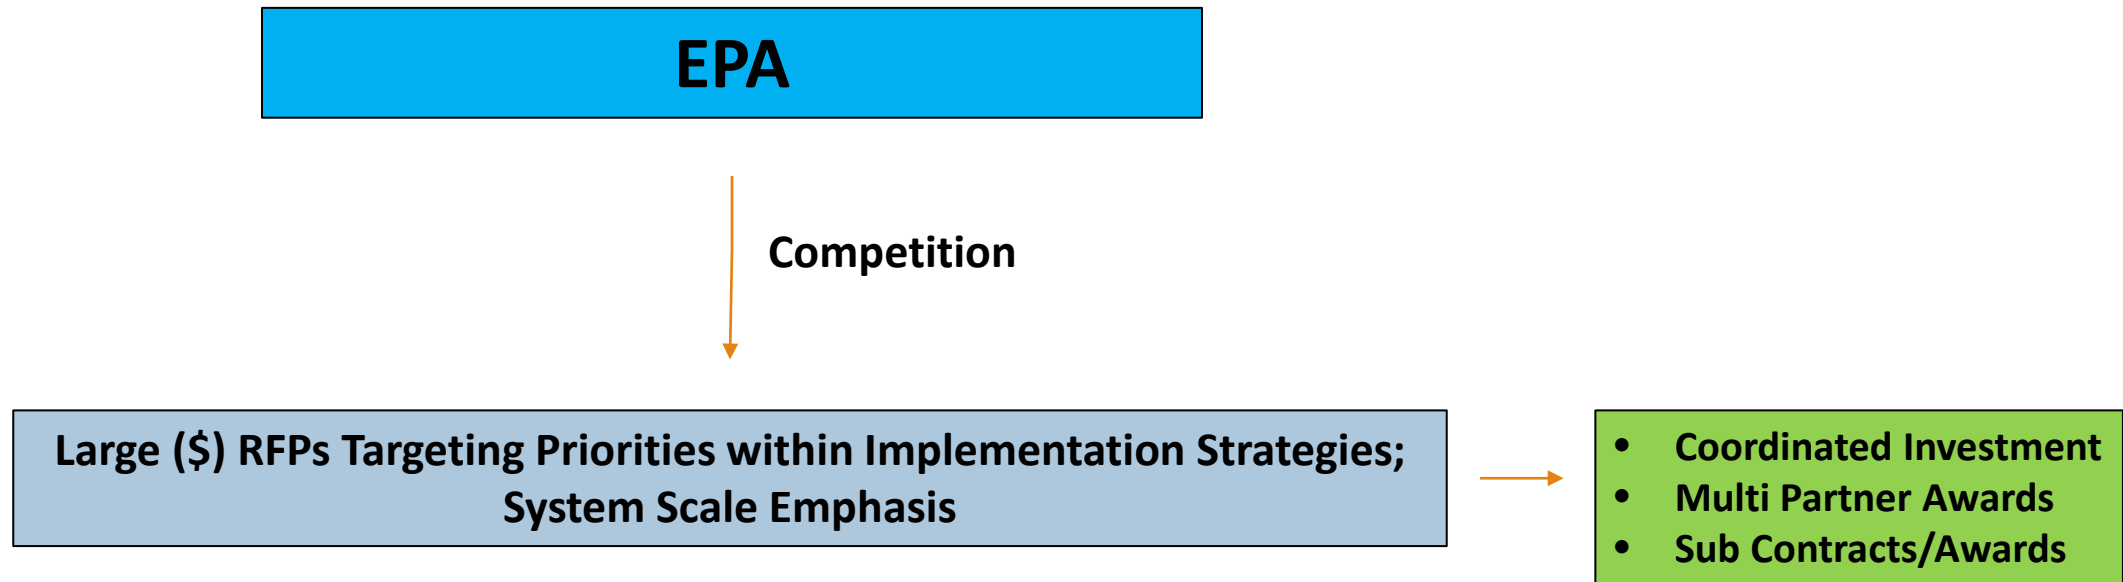 EPA
Competition
Large ($) RFPs Targeting Priorities within Implementation Strategies;
System Scale Emphasis
• Coordinated Investment
• Multi Partner Awards
• Sub Contracts/Awards